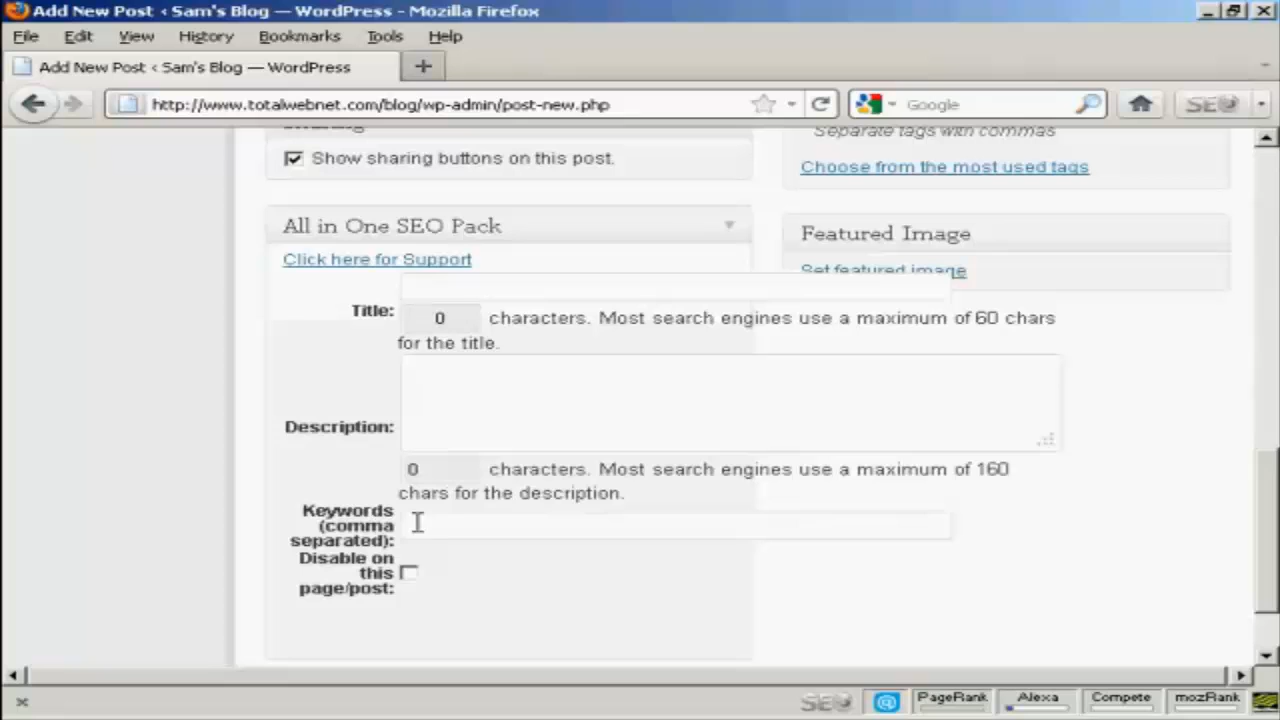 Add New Post ‹ Sam's Blog — WordPress - Mozilla Firefox
File Edit View History Bookmarks Tools Help
Add New Post ‹ Sam's Blog — WordPress
http://www.totalwebnet.com/blog/wp-admin/post-new.php
Google
SEO
Separate tags with commas
Show sharing buttons on this post.
Choose from the most used tags
All in One SEO Pack
Featured Image
Click here for Support
Set featured image
Title:
0 characters. Most search engines use a maximum of 60 chars
for the title.
Description:
0 characters. Most search engines use a maximum of 160
chars for the description.
Keywords
(comma
separated):
Disable on
this
page/post:
SEO PageRank Alexa Compete mozRank